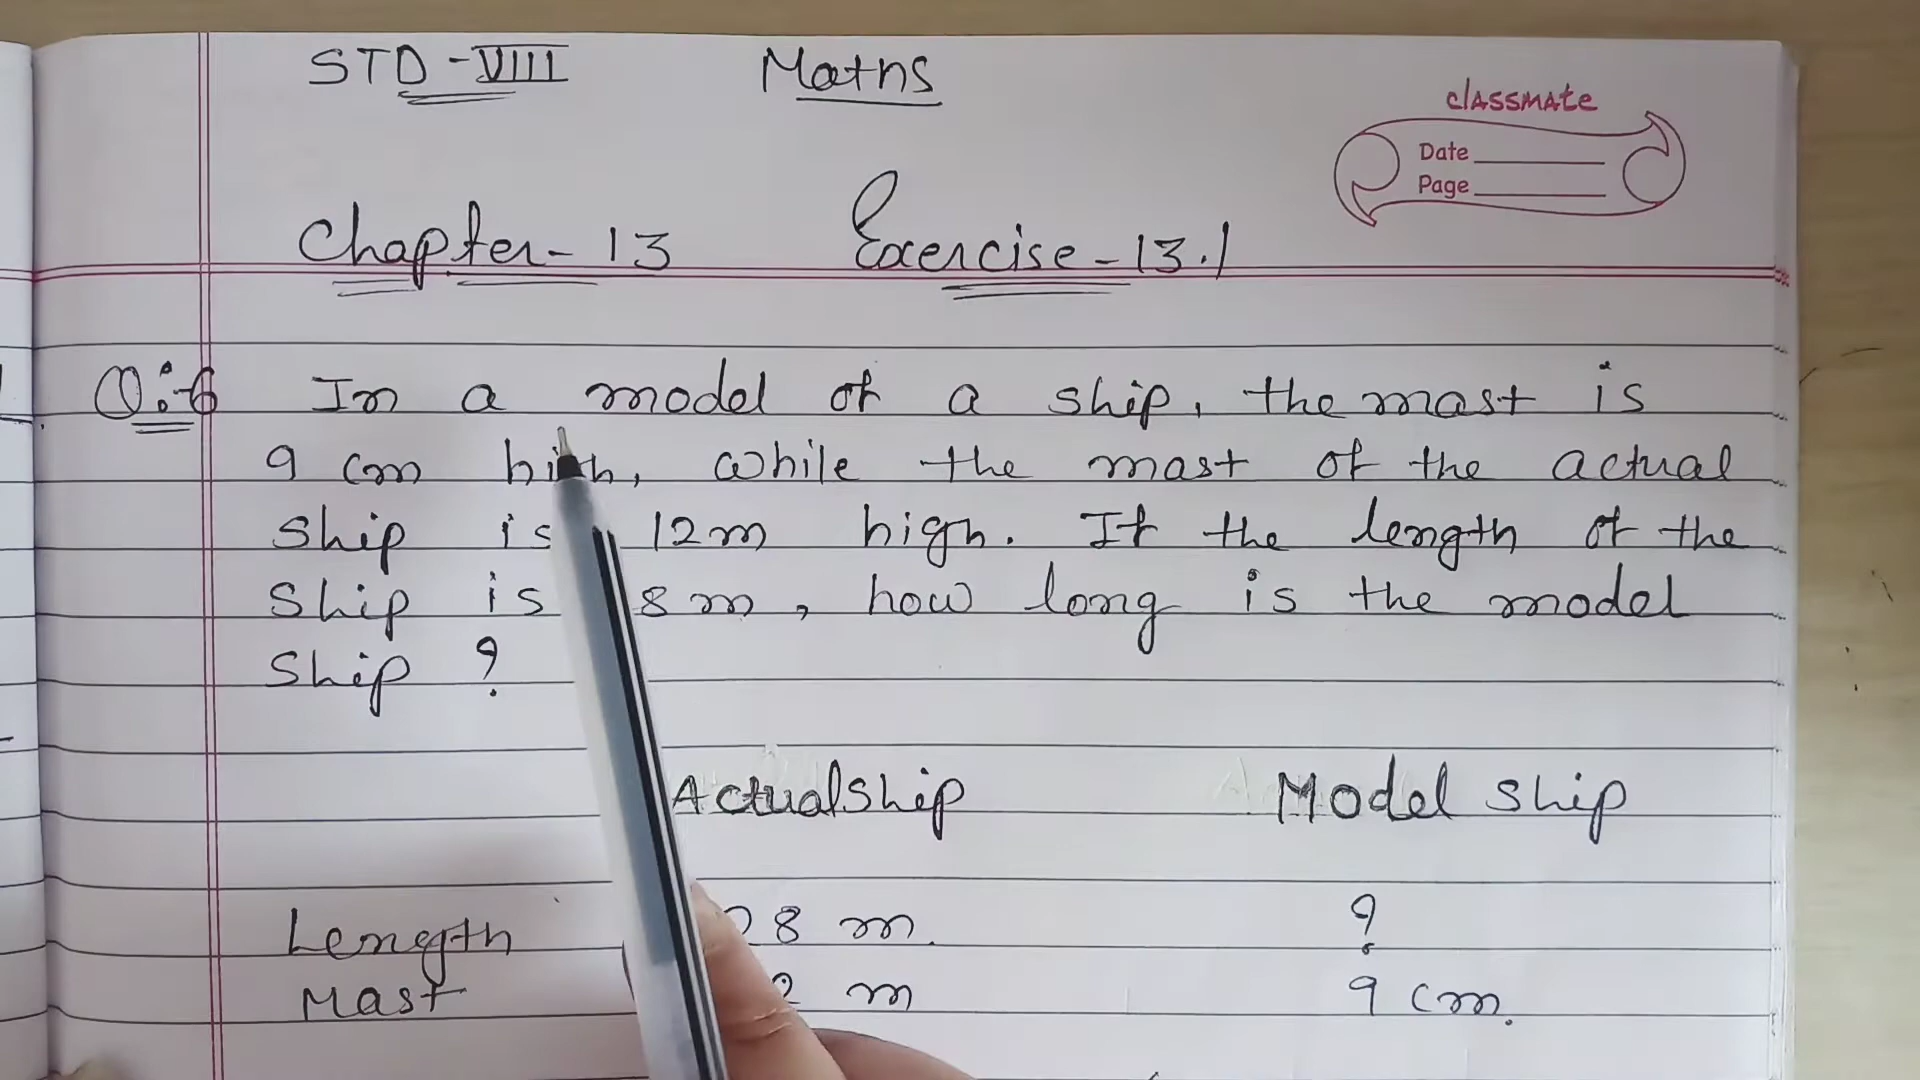 STD-VIII Maths
classmate
Date
Page
Chapter-13 Exercise-13.1
Q:-6 In a model of a ship, the mast is
9 cm high, while the mast of the actual
ship is 12m high. If the length of the
ship is 8 m, how long is the model
ship ?
Actualship Model ship
Length 8 m. ?
Mast 2 m 9 cm.